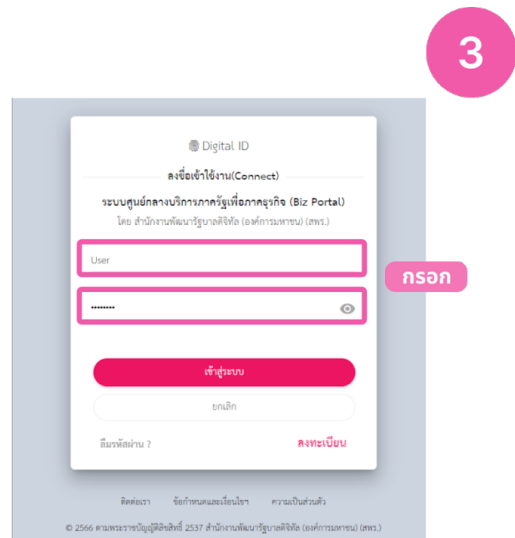 3
Digital ID
ลงชื่อเข้าใช้งาน(Connect)
ระบบศูนย์กลางบริการภาครัฐเพื่อภาคธุรกิจ (Biz Portal)
โดย สำนักงานพัฒนารัฐบาลดิจิทัล (องค์การมหาชน) (สพร.)
User
กรอก
••••••••
เข้าสู่ระบบ
ยกเลิก
ลืมรหัสผ่าน ? ลงทะเบียน
ติดต่อเรา ข้อกำหนดและเงื่อนไขฯ ความเป็นส่วนตัว
© 2566 ตามพระราชบัญญัติลิขสิทธิ์ 2537 สำนักงานพัฒนารัฐบาลดิจิทัล (องค์การมหาชน) (สพร.)